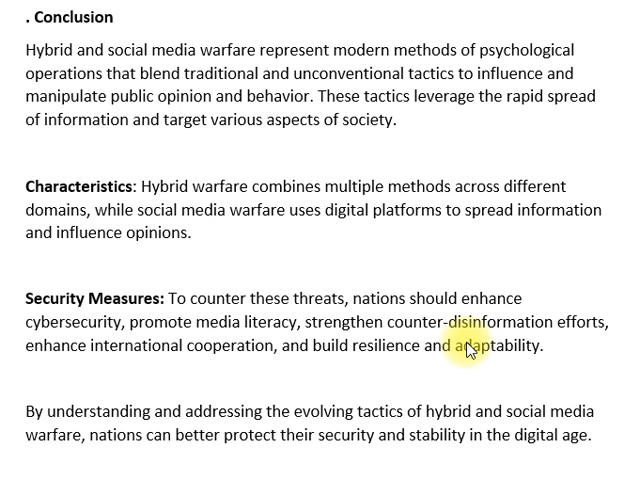 . Conclusion
Hybrid and social media warfare represent modern methods of psychological
operations that blend traditional and unconventional tactics to influence and
manipulate public opinion and behavior. These tactics leverage the rapid spread
of information and target various aspects of society.
Characteristics: Hybrid warfare combines multiple methods across different
domains, while social media warfare uses digital platforms to spread information
and influence opinions.
Security Measures: To counter these threats, nations should enhance
cybersecurity, promote media literacy, strengthen counter-disinformation efforts,
enhance international cooperation, and build resilience and adaptability.
By understanding and addressing the evolving tactics of hybrid and social media
warfare, nations can better protect their security and stability in the digital age.